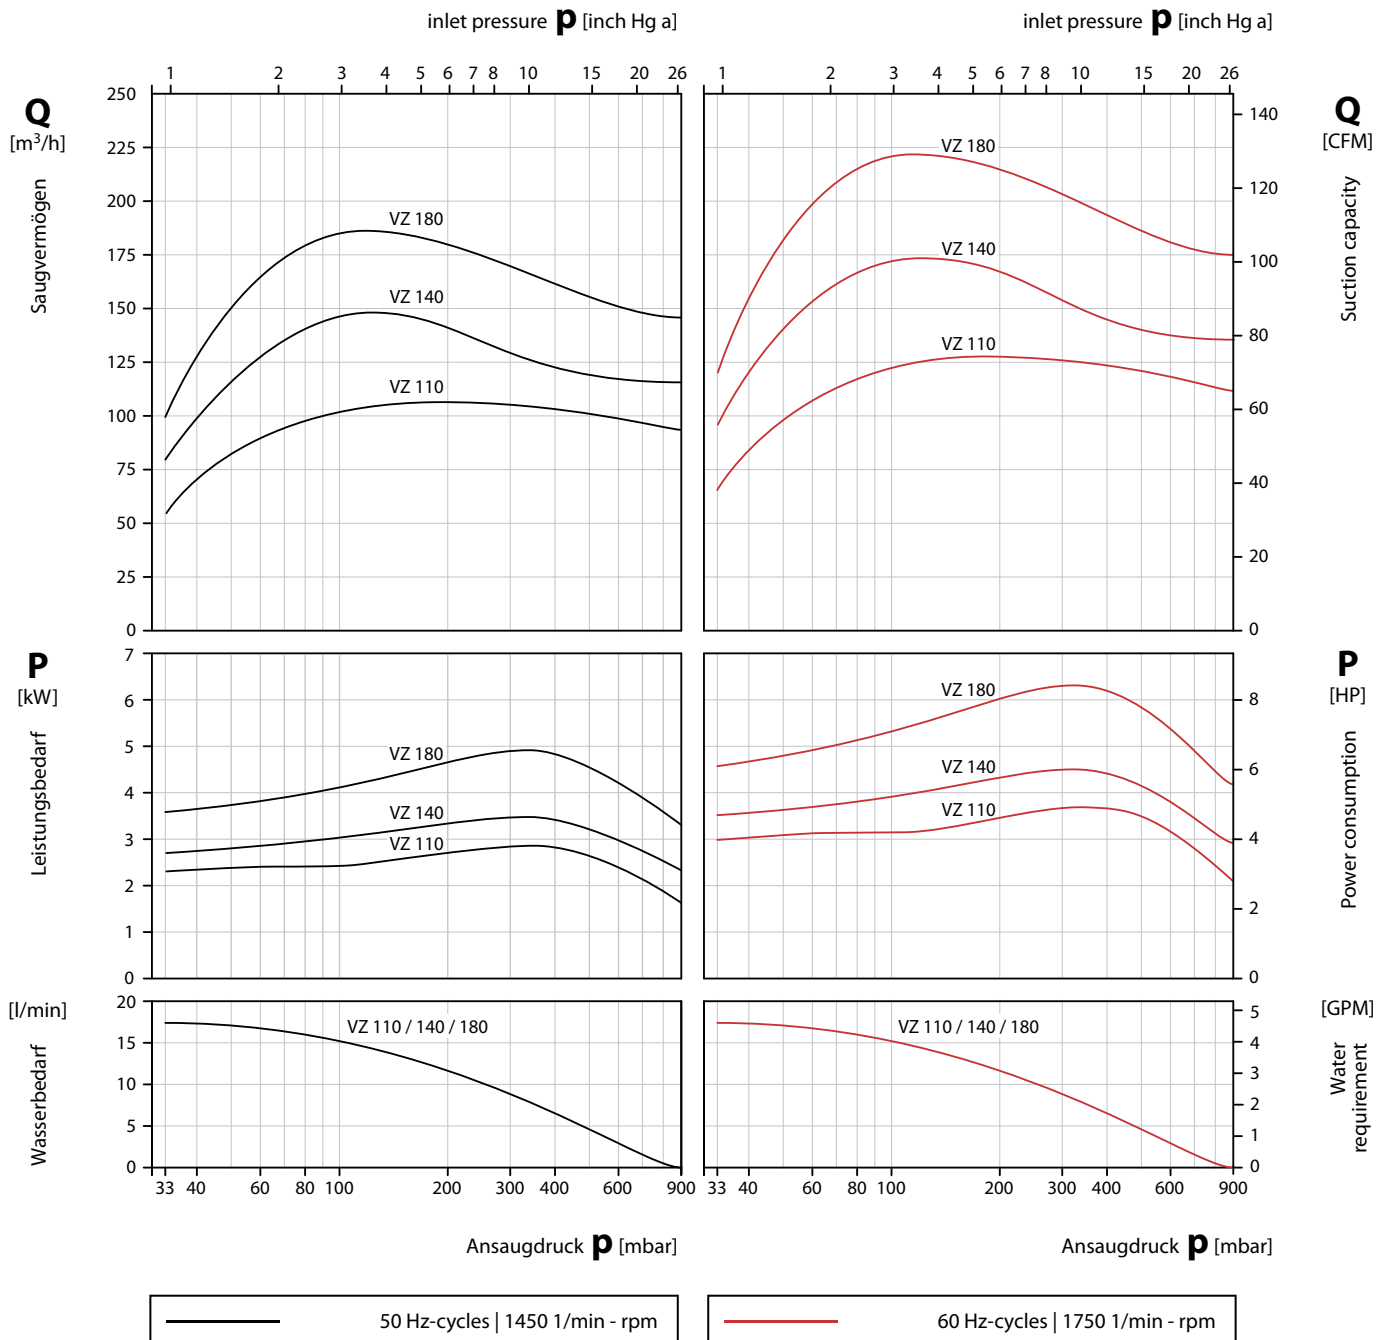 inlet pressure p [inch Hg a] inlet pressure p [inch Hg a]
1 2 3 4 5 6 7 8 10 15 20 26 1 2 3 4 5 6 7 8 10 15 20 26
Q
[m³/h]
Saugvermögen
250
225
200
175
150
125
100
75
50
25
0
VZ 180
VZ 140
VZ 110
VZ 180
VZ 140
VZ 110
Q
[CFM]
Suction capacity
140
120
100
80
60
40
20
0
P
[kW]
Leistungsbedarf
7
6
5
4
3
2
1
0
VZ 180
VZ 140
VZ 110
VZ 180
VZ 140
VZ 110
P
[HP]
Power consumption
8
6
4
2
0
[l/min]
Wasserbedarf
20
15
10
5
0
VZ 110 / 140 / 180
VZ 110 / 140 / 180
[GPM]
Water
requirement
5
4
3
2
1
0
33 40 60 80 100 200 300 400 600 900 33 40 60 80 100 200 300 400 600 900
Ansaugdruck p [mbar] Ansaugdruck p [mbar]
50 Hz-cycles | 1450 1/min - rpm 60 Hz-cycles | 1750 1/min - rpm